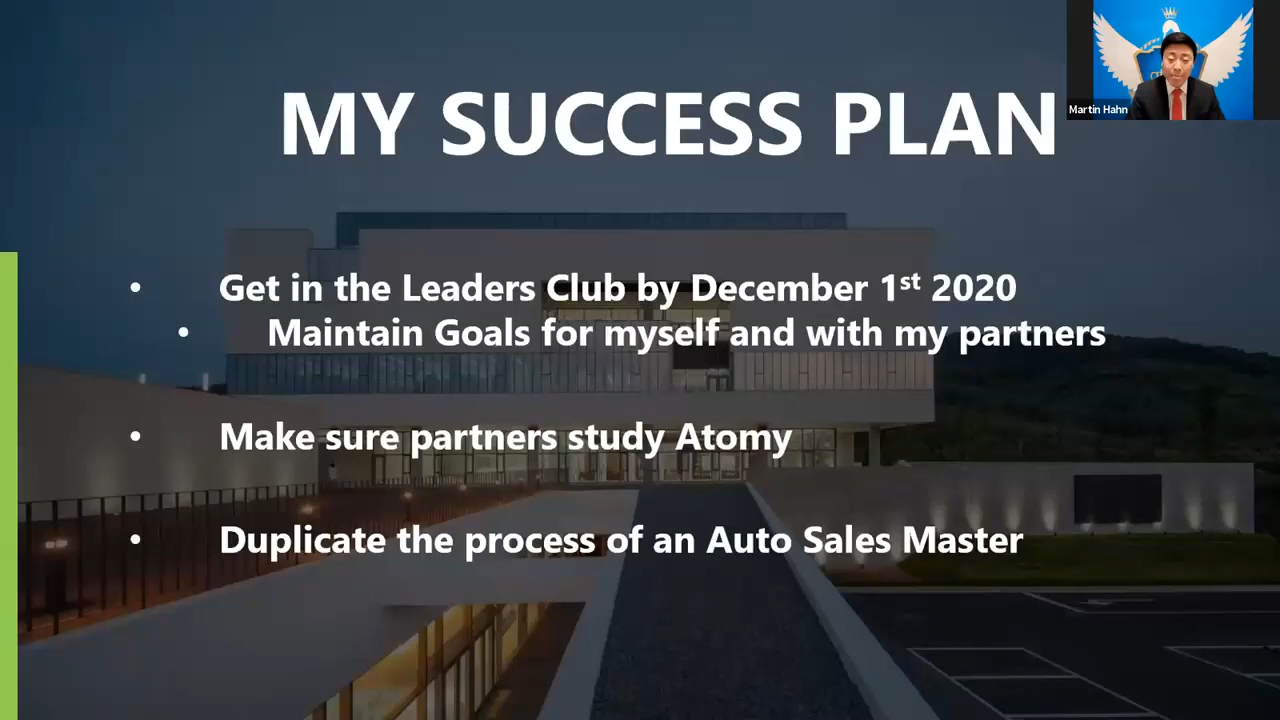 MY SUCCESS PLAN
Martin Hahn
• Get in the Leaders Club by December 1st 2020
• Maintain Goals for myself and with my partners
• Make sure partners study Atomy
• Duplicate the process of an Auto Sales Master